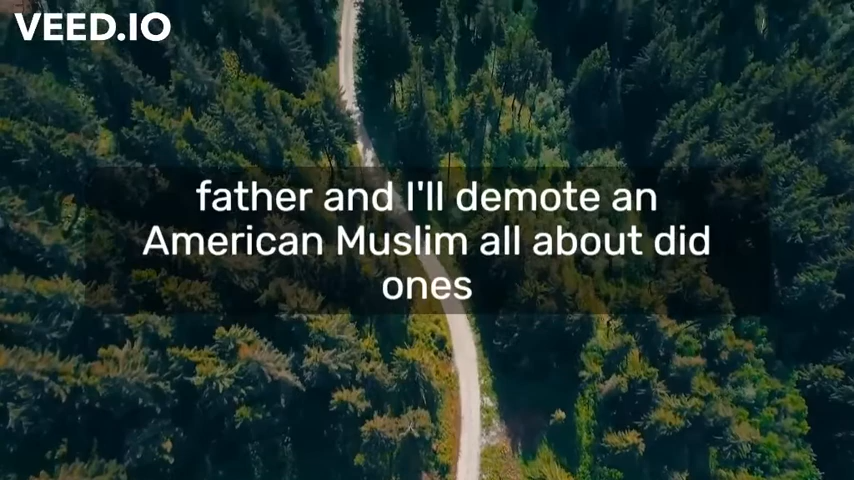 VEED.IO
father and I'll demote an
American Muslim all about did
ones